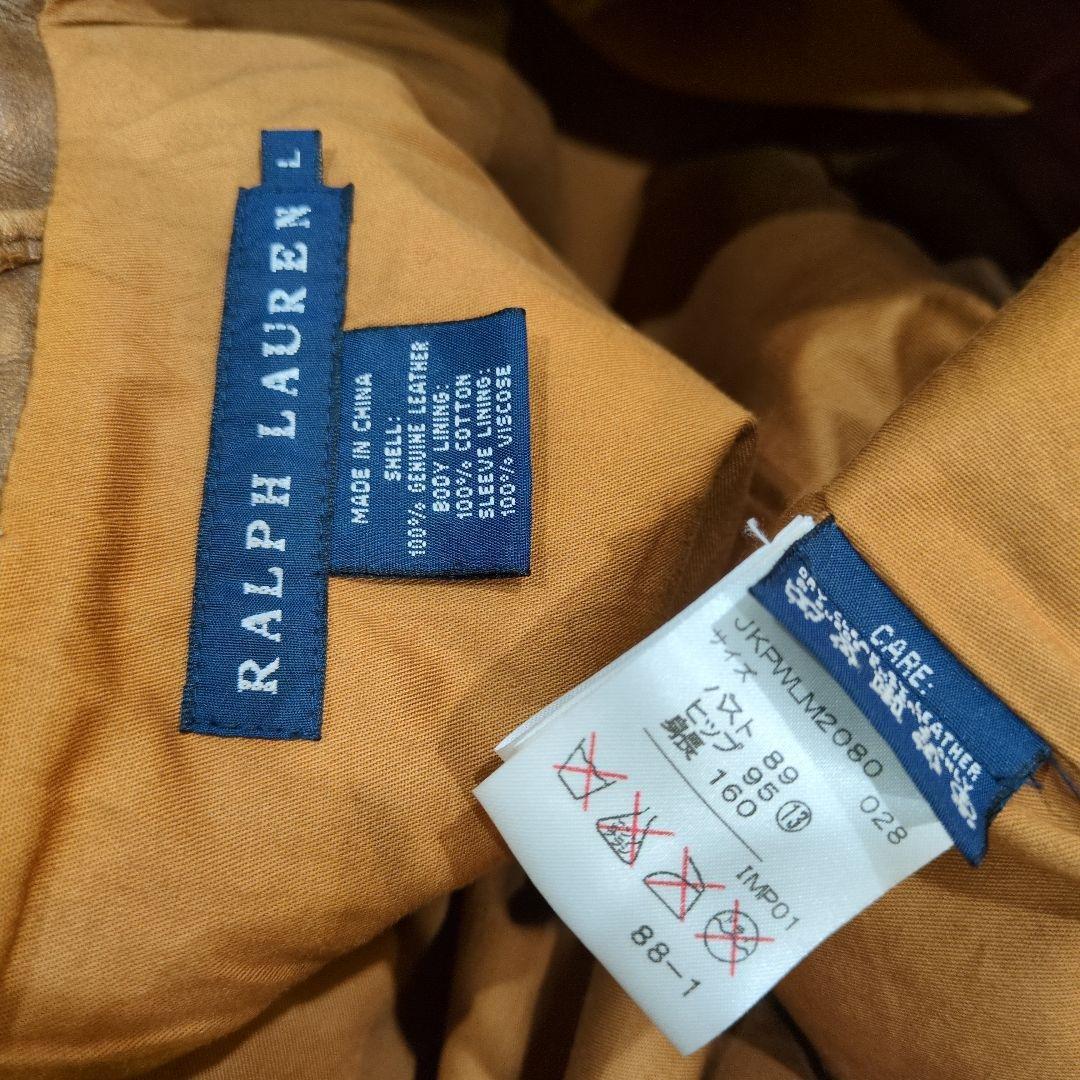 L
RALPH LAUREN
MADE IN CHINA
SHELL:
100% GENUINE LEATHER
BODY LINING:
100% COTTON
SLEEVE LINING:
100% VISCOSE
CARE:
LEATHER
JKPWLM2080 028
サイズ
バスト 89
ヒップ 95 ⑬
身長 160
IMP01
88-1